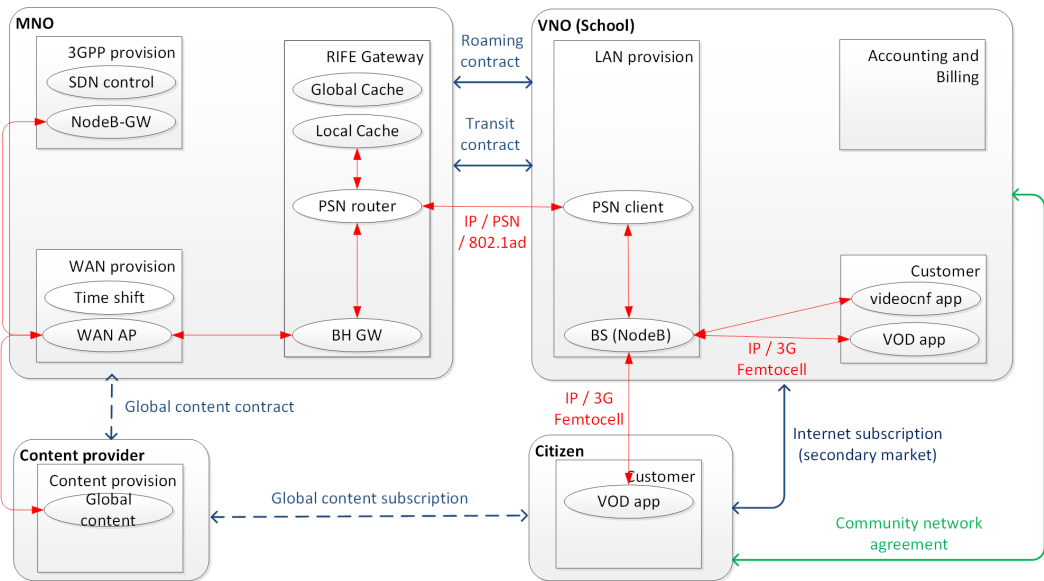 MNO
3GPP provision
SDN control
NodeB-GW
RIFE Gateway
Global Cache
Local Cache
PSN router
BH GW
WAN provision
Time shift
WAN AP
Roaming
contract
Transit
contract
IP / PSN
/ 802.1ad
VNO (School)
LAN provision
PSN client
BS (NodeB)
Accounting and
Billing
Customer
videocnf app
VOD app
IP / 3G
Femtocell
IP / 3G
Femtocell
Global content contract
Internet subscription
(secondary market)
Content provider
Content provision
Global
content
Global content subscription
Citizen
Customer
VOD app
Community network
agreement